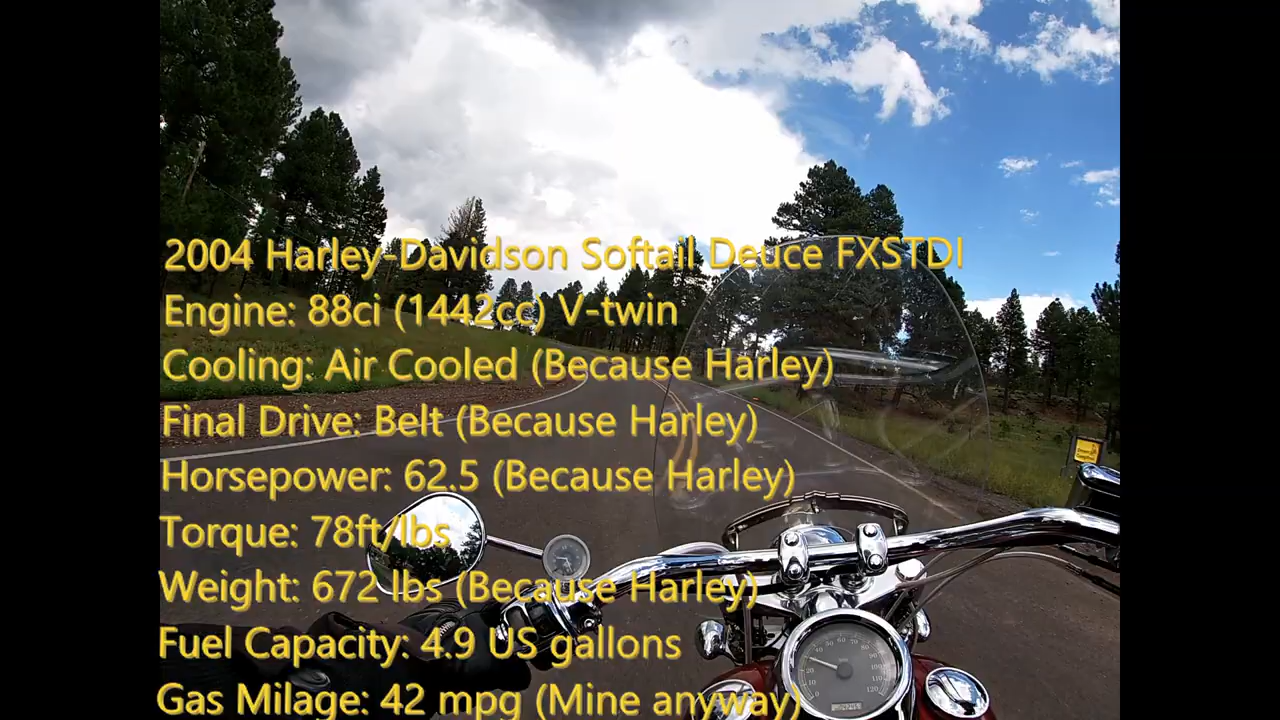 2004 Harley-Davidson Softail Deuce FXSTDI
Engine: 88ci (1442cc) V-twin
Cooling: Air Cooled (Because Harley)
Final Drive: Belt (Because Harley)
Horsepower: 62.5 (Because Harley)
Torque: 78ft/lbs
Weight: 672 lbs (Because Harley)
Fuel Capacity: 4.9 US gallons
Gas Milage: 42 mpg (Mine anyway)